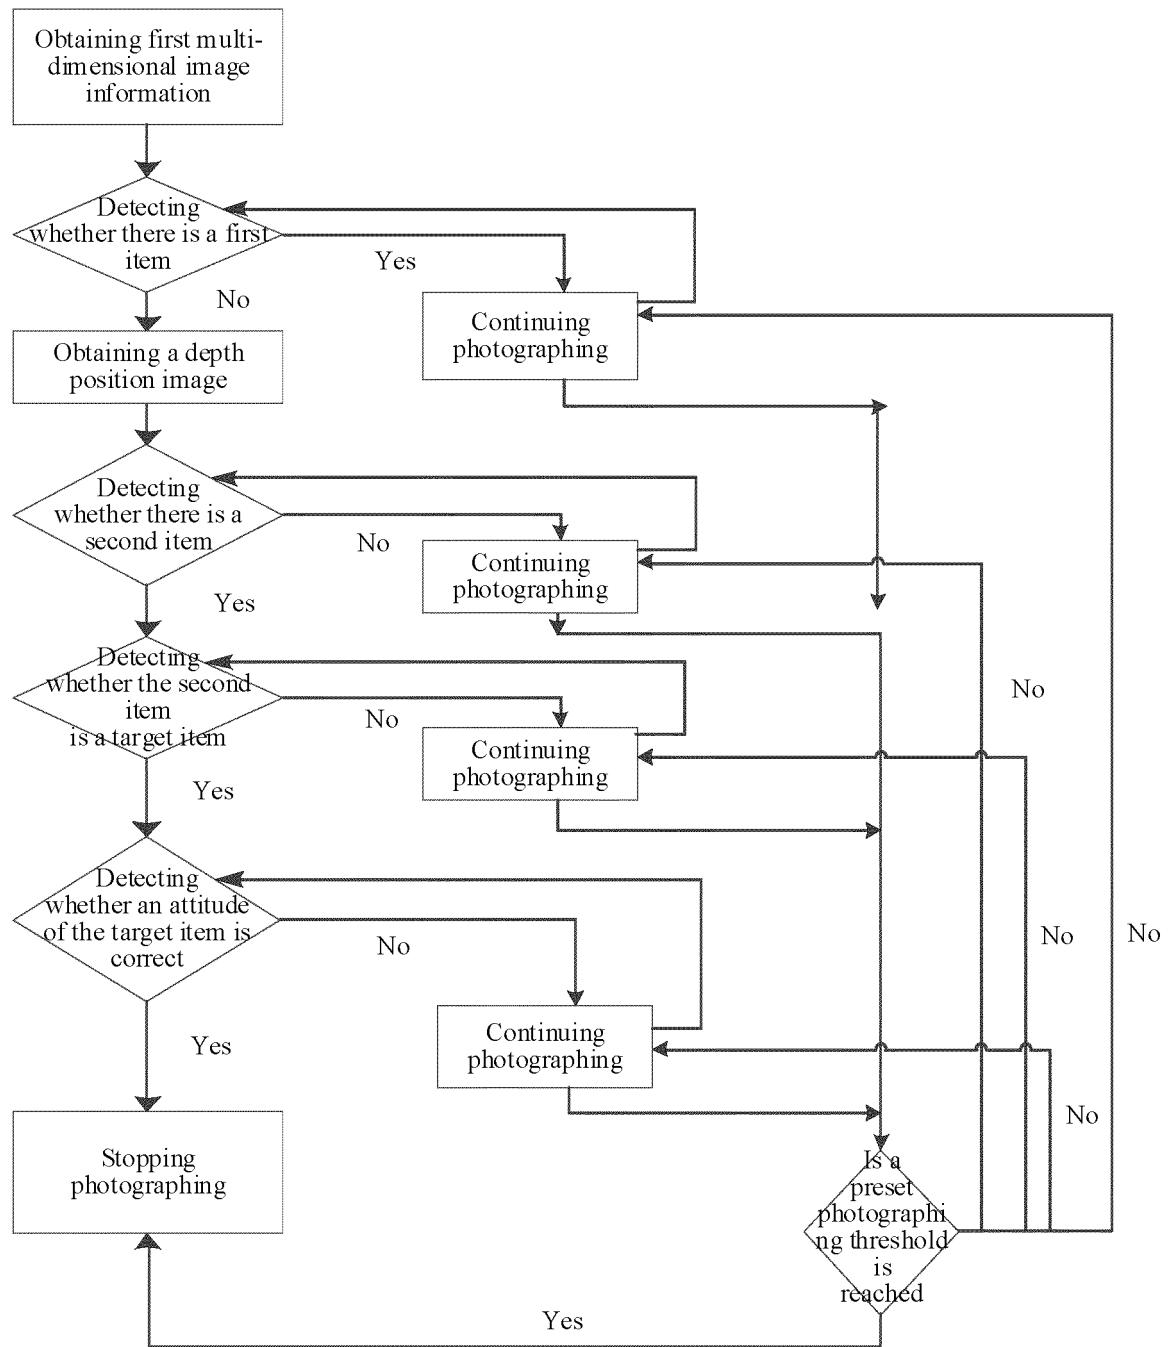 Obtaining first multi-
dimensional image
information
Detecting
whether there is a first
item
Yes
No
Continuing
photographing
Obtaining a depth
position image
Detecting
whether there is a
second item
No
Continuing
photographing
Yes
Detecting
whether the second
item
is a target item
No
No
Continuing
photographing
Yes
Detecting
whether an attitude
of the target item is
correct
No
No
No
Continuing
photographing
Yes
No
Stopping
photographing
Is a
preset
photographi
ng threshold
is
reached
Yes